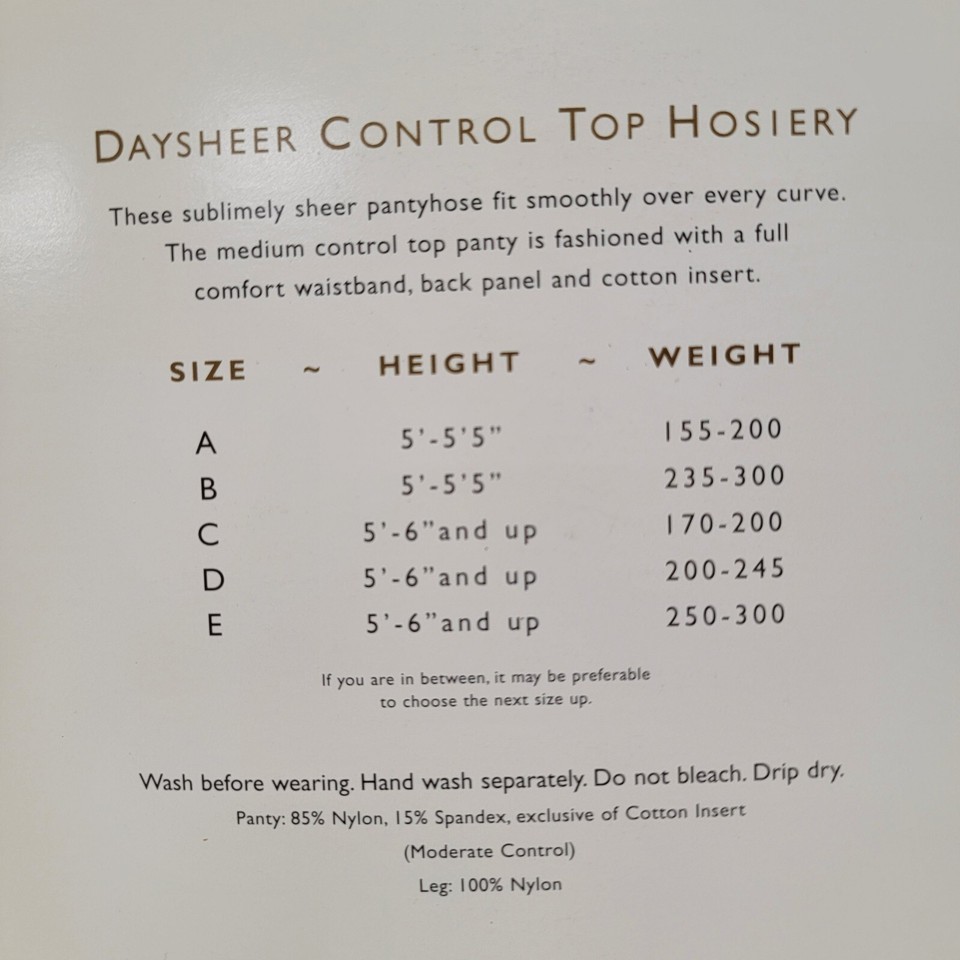 DAYSHEER CONTROL TOP HOSIERY
These sublimely sheer pantyhose fit smoothly over every curve.
The medium control top panty is fashioned with a full
comfort waistband, back panel and cotton insert.
SIZE ~ HEIGHT ~ WEIGHT
A 5'-5'5" 155-200
B 5'-5'5" 235-300
C 5'-6"and up 170-200
D 5'-6"and up 200-245
E 5'-6"and up 250-300
If you are in between, it may be preferable
to choose the next size up.
Wash before wearing. Hand wash separately. Do not bleach. Drip dry.
Panty: 85% Nylon, 15% Spandex, exclusive of Cotton Insert
(Moderate Control)
Leg: 100% Nylon